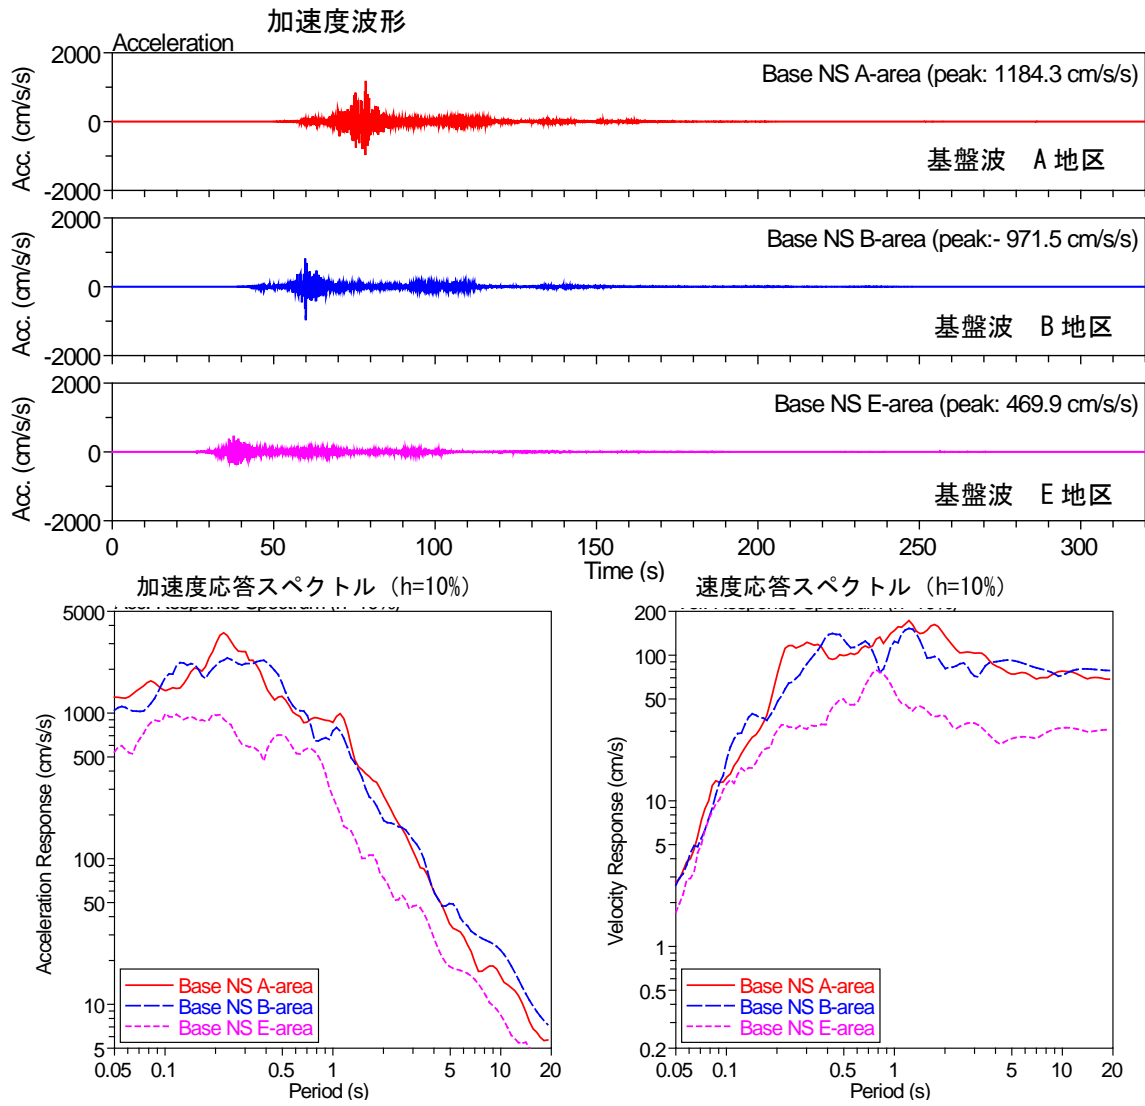 加速度波形
Acceleration
2000
0
-2000
Acc. (cm/s/s)
Base NS A-area (peak: 1184.3 cm/s/s)
基盤波 A地区
2000
0
-2000
Acc. (cm/s/s)
Base NS B-area (peak:- 971.5 cm/s/s)
基盤波 B地区
2000
0
-2000
Acc. (cm/s/s)
Base NS E-area (peak: 469.9 cm/s/s)
基盤波 E地区
0 50 100 150 200 250 300
Time (s)
加速度応答スペクトル (h=10%)
5000
1000
500
100
50
10
5
Acceleration Response (cm/s/s)
Base NS A-area
Base NS B-area
Base NS E-area
0.05 0.1 0.5 1 5 10 20
Period (s)
速度応答スペクトル (h=10%)
200
100
50
10
5
1
0.5
0.2
Velocity Response (cm/s)
Base NS A-area
Base NS B-area
Base NS E-area
0.05 0.1 0.5 1 5 10 20
Period (s)